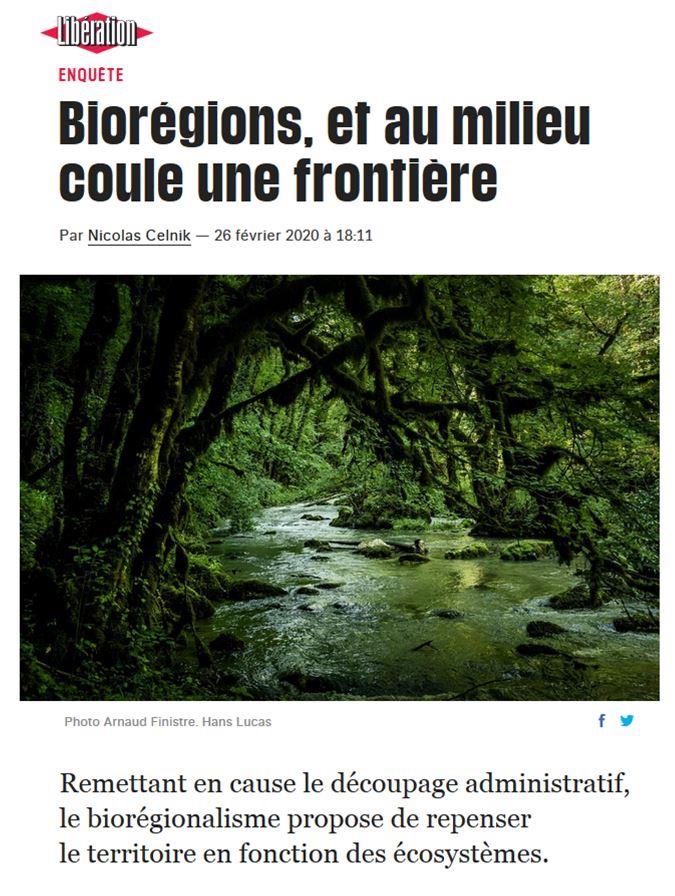 Libération
ENQUÊTE
Biorégions, et au milieu
coule une frontière
Par Nicolas Celnik — 26 février 2020 à 18:11
Photo Arnaud Finistre. Hans Lucas
Remettant en cause le découpage administratif,
le biorégionalisme propose de repenser
le territoire en fonction des écosystèmes.